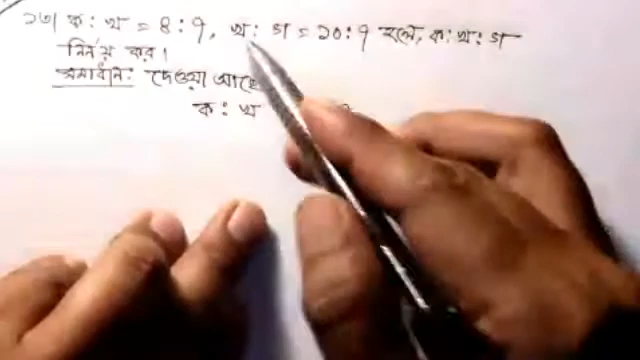 ১৩। ক : খ = ৪ : ৭, খ : গ = ১০ : ৭ হলে, ক : খ : গ
নির্ণয় কর।
সমাধান: দেওয়া আছে
ক : খ